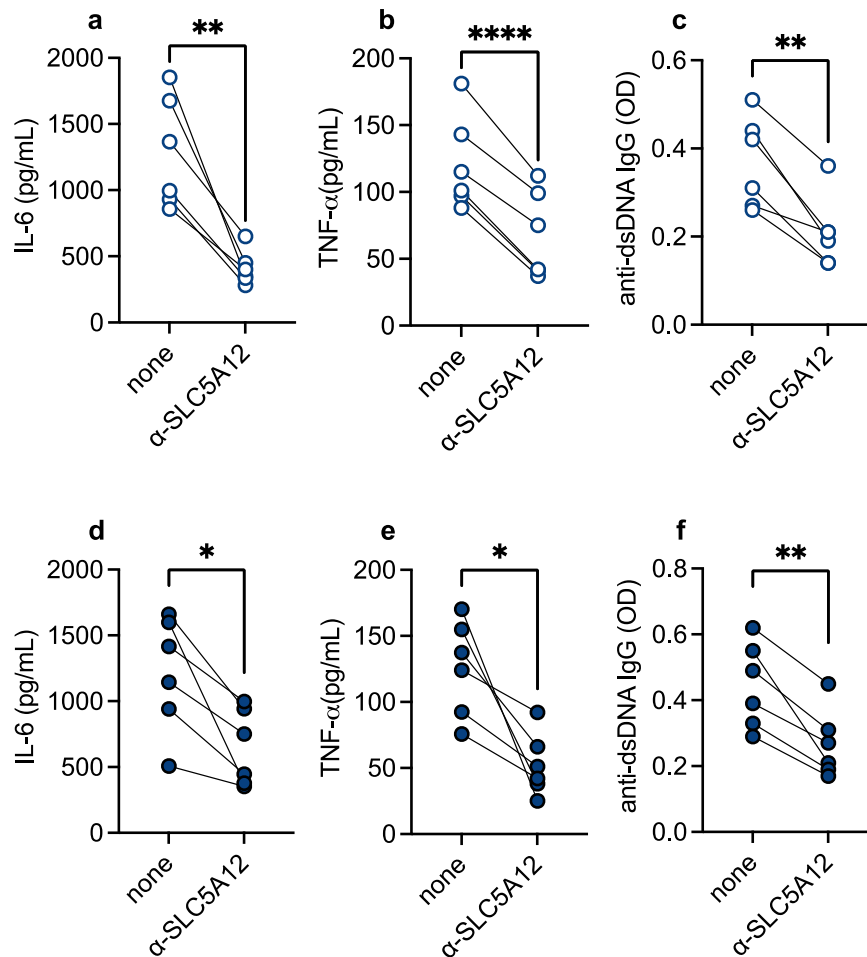 a
**
IL-6 (pg/mL)
2000
1500
1000
500
0
none
α-SLC5A12
b
****
TNF-α(pg/mL)
200
150
100
50
0
none
α-SLC5A12
c
**
anti-dsDNA IgG (OD)
0.6
0.4
0.2
0.0
none
α-SLC5A12
d
*
IL-6 (pg/mL)
2000
1500
1000
500
0
none
α-SLC5A12
e
*
TNF-α(pg/mL)
200
150
100
50
0
none
α-SLC5A12
f
**
anti-dsDNA IgG (OD)
0.8
0.6
0.4
0.2
0.0
none
α-SLC5A12